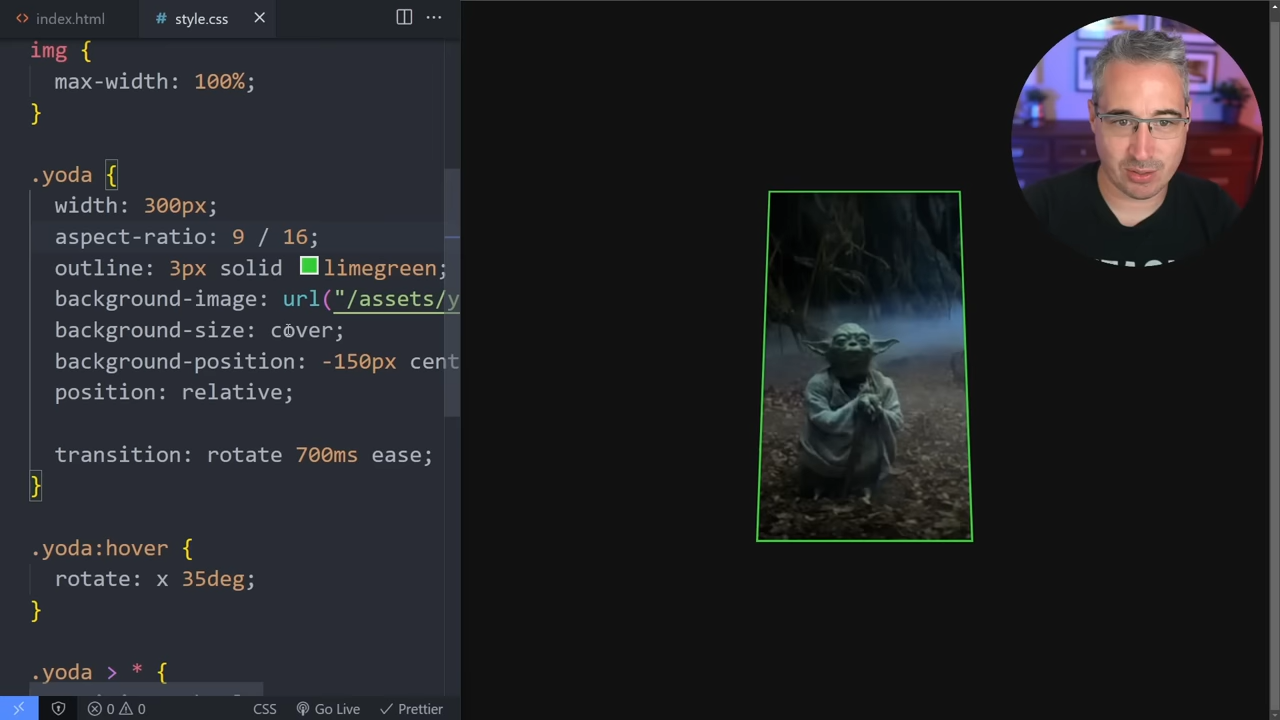 index.html
style.css
img {
max-width: 100%;
}
.yoda {
width: 300px;
aspect-ratio: 9 / 16;
outline: 3px solid limegreen;
background-image: url("/assets/y
background-size: cover;
background-position: -150px cent
position: relative;
transition: rotate 700ms ease;
}
.yoda:hover {
rotate: x 35deg;
}
.yoda > * {
0 0 CSS Go Live Prettier